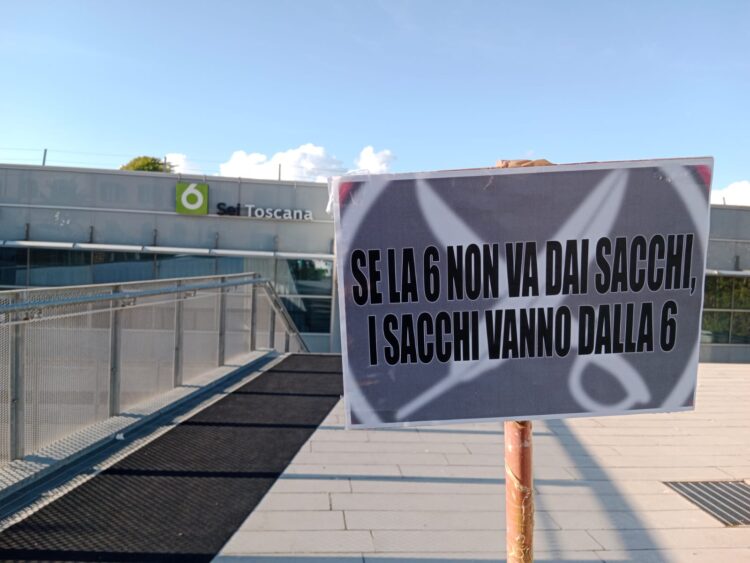 6 Sei Toscana
SE LA 6 NON VA DAI SACCHI,
I SACCHI VANNO DALLA 6